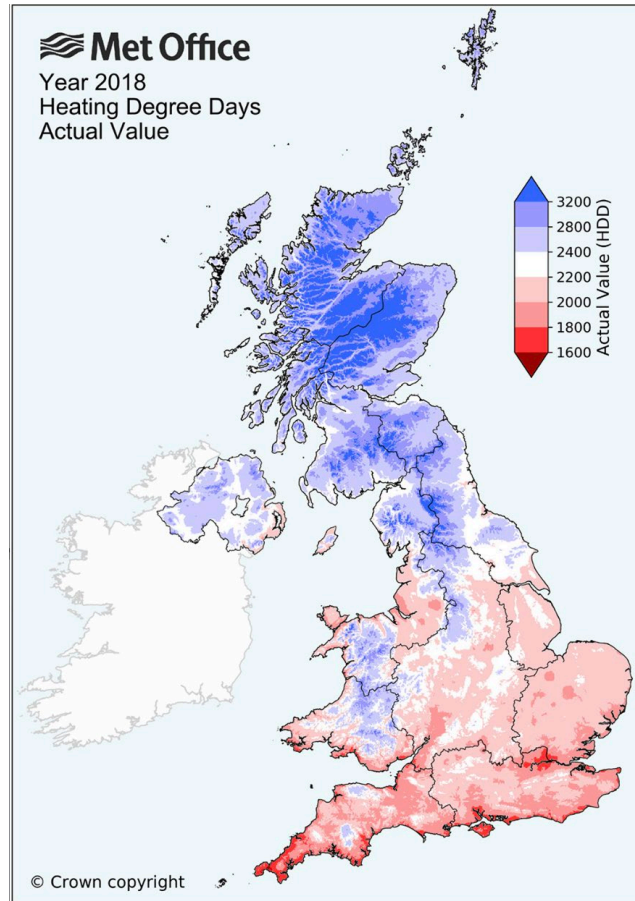 Met Office
Year 2018
Heating Degree Days
Actual Value
3200
2800
2400
2200
2000
1800
1600
Actual Value (HDD)
© Crown copyright